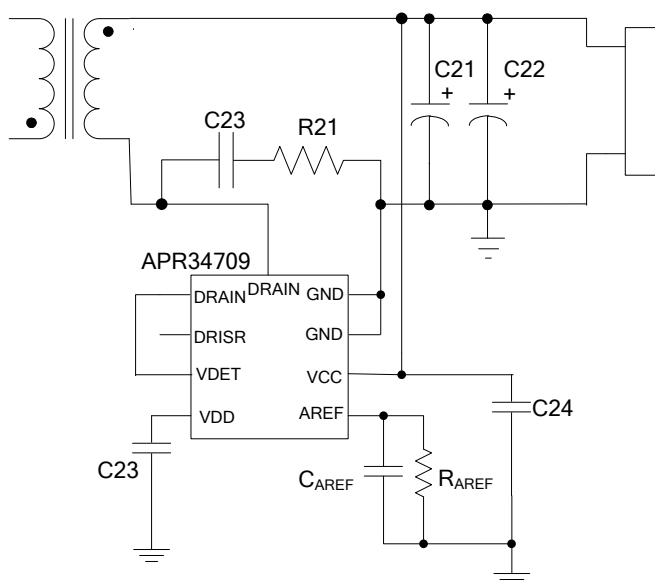 C21
C22
+
+
C23
R21
APR34709
DRAIN
DRAIN
GND
DRISR
GND
VDET
VCC
VDD
AREF
C24
C23
CAREF
RAREF